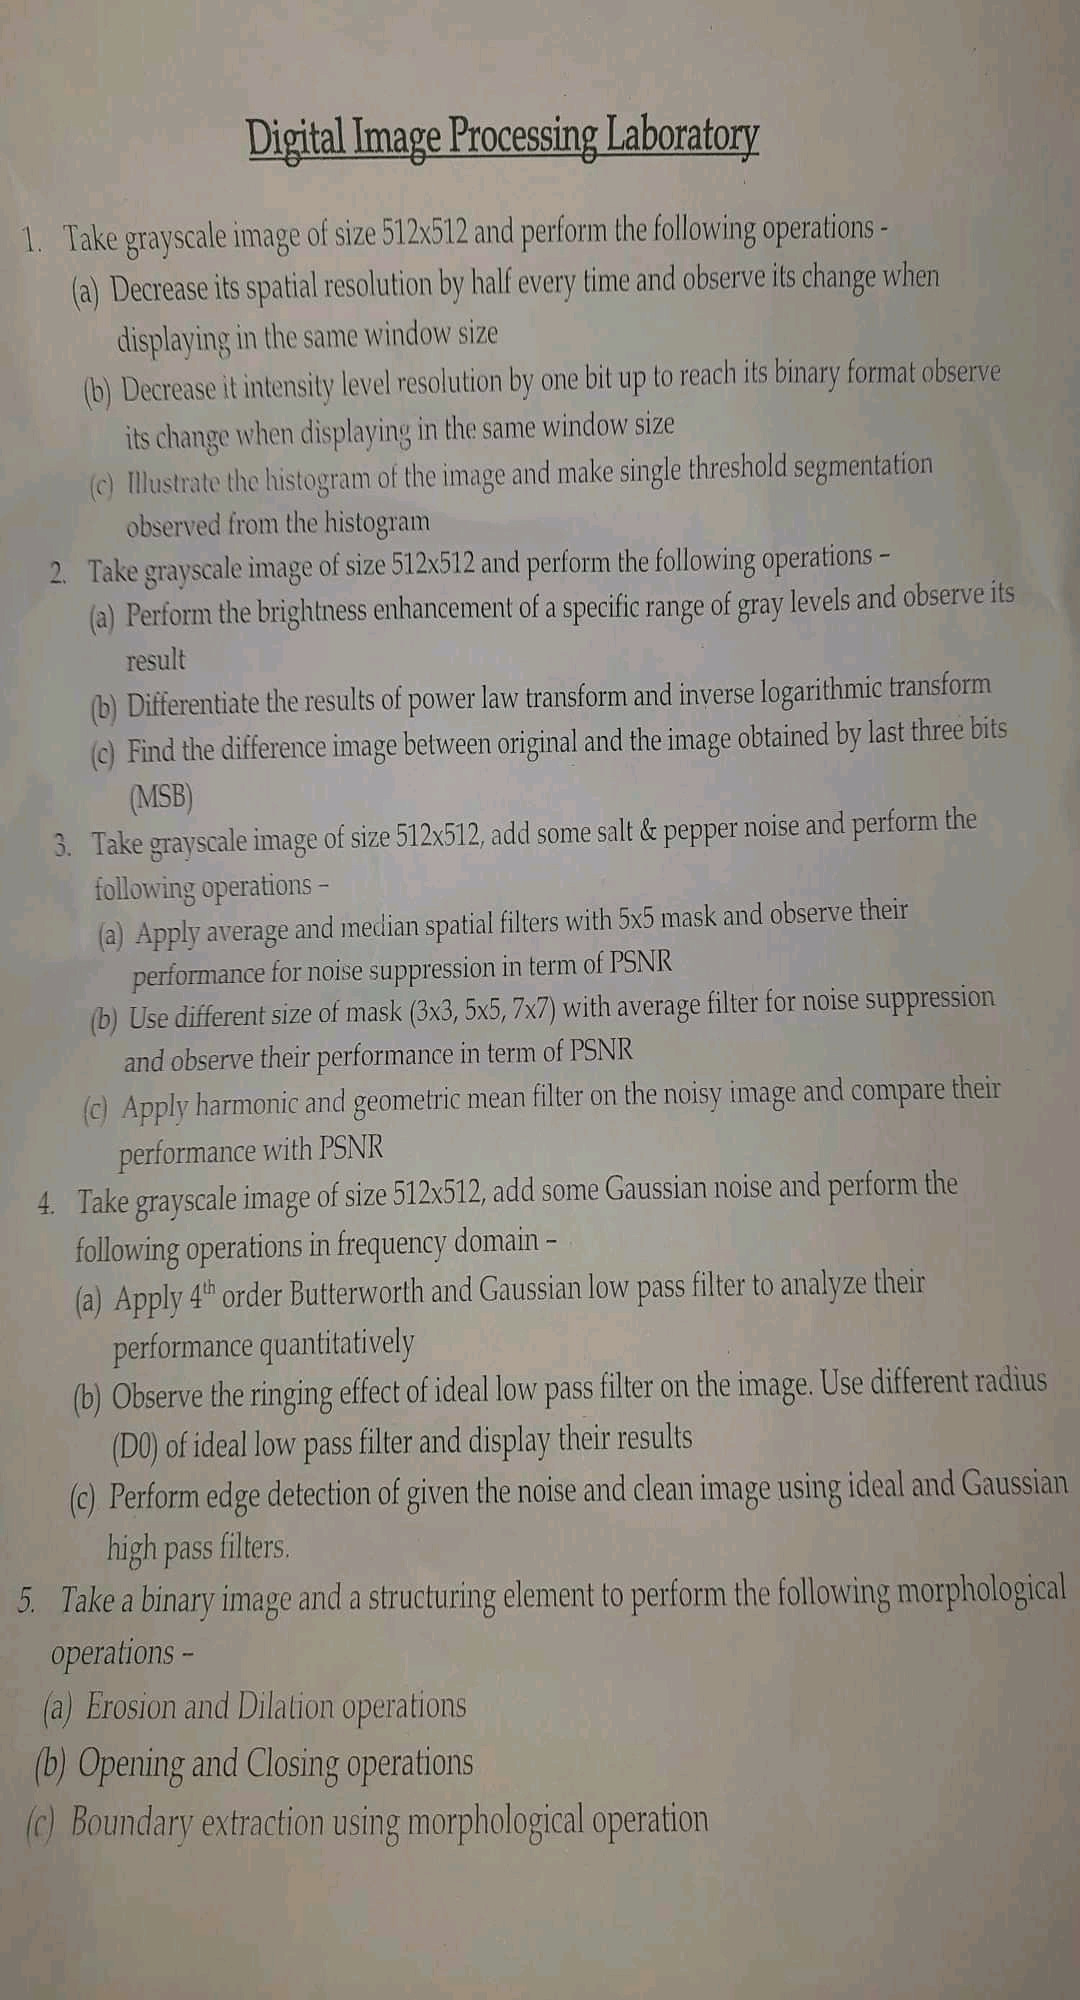 Digital Image Processing Laboratory
1. Take grayscale image of size 512x512 and perform the following operations -
(a) Decrease its spatial resolution by half every time and observe its change when
displaying in the same window size
(b) Decrease it intensity level resolution by one bit up to reach its binary format observe
its change when displaying in the same window size
(c) Illustrate the histogram of the image and make single threshold segmentation
observed from the histogram
2. Take grayscale image of size 512x512 and perform the following operations –
(a) Perform the brightness enhancement of a specific range of gray levels and observe its
result
(b) Differentiate the results of power law transform and inverse logarithmic transform
(c) Find the difference image between original and the image obtained by last three bits
(MSB)
3. Take grayscale image of size 512x512, add some salt & pepper noise and perform the
following operations –
(a) Apply average and median spatial filters with 5x5 mask and observe their
performance for noise suppression in term of PSNR
(b) Use different size of mask (3x3, 5x5, 7x7) with average filter for noise suppression
and observe their performance in term of PSNR
(c) Apply harmonic and geometric mean filter on the noisy image and compare their
performance with PSNR
4. Take grayscale image of size 512x512, add some Gaussian noise and perform the
following operations in frequency domain –
(a) Apply 4th order Butterworth and Gaussian low pass filter to analyze their
performance quantitatively
(b) Observe the ringing effect of ideal low pass filter on the image. Use different radius
(D0) of ideal low pass filter and display their results
(c) Perform edge detection of given the noise and clean image using ideal and Gaussian
high pass filters.
5. Take a binary image and a structuring element to perform the following morphological
operations –
(a) Erosion and Dilation operations
(b) Opening and Closing operations
(c) Boundary extraction using morphological operation